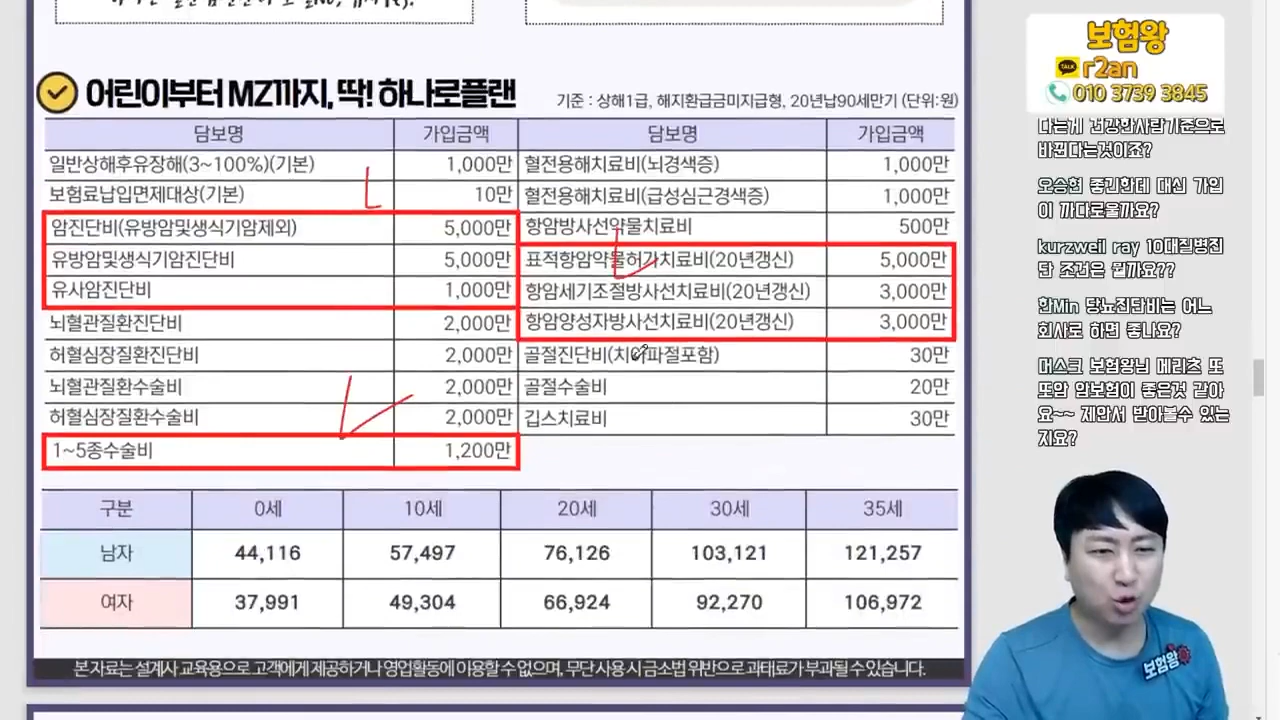 어린이부터 MZ까지, 딱! 하나로플랜
기준 : 상해1급, 해지환급금미지급형, 20년납90세만기 (단위:원)
담보명 가입금액 담보명 가입금액
일반상해후유장해(3~100%)(기본) 1,000만 혈전용해치료비(뇌경색증) 1,000만
보험료납입면제대상(기본) 10만 혈전용해치료비(급성심근경색증) 1,000만
암진단비(유방암및생식기암제외) 5,000만 항암방사선약물치료비 500만
유방암및생식기암진단비 5,000만 표적항암약물허가치료비(20년갱신) 5,000만
유사암진단비 1,000만 항암세기조절방사선치료비(20년갱신) 3,000만
뇌혈관질환진단비 2,000만 항암양성자방사선치료비(20년갱신) 3,000만
허혈심장질환진단비 2,000만 골절진단비(치아파절포함) 30만
뇌혈관질환수술비 2,000만 골절수술비 20만
허혈심장질환수술비 2,000만 깁스치료비 30만
1~5종수술비 1,200만
구분 0세 10세 20세 30세 35세
남자 44,116 57,497 76,126 103,121 121,257
여자 37,991 49,304 66,924 92,270 106,972
본 자료는 설계사 교육용으로 고객에게 제공하거나 영업활동에 이용할 수 없으며, 무단 사용 시 금소법 위반으로 과태료가 부과될 수 있습니다.
보험왕
TALK r2an
010 3739 3845
다는게 건강한사람기준으로
바뀐다는것이죠?
오승현 좋긴한데 대신 가입
이 까다로울까요?
kurzweil ray 10대질병진
단 조건은 뭘까요??
한Min 당뇨진단비는 어느
회사로 하면 좋나요?
머스크 보험왕님 메리츠 또
또암 암보험이 좋은것 같아
요~~ 제안서 받아볼수 있는
지요?
보험왕